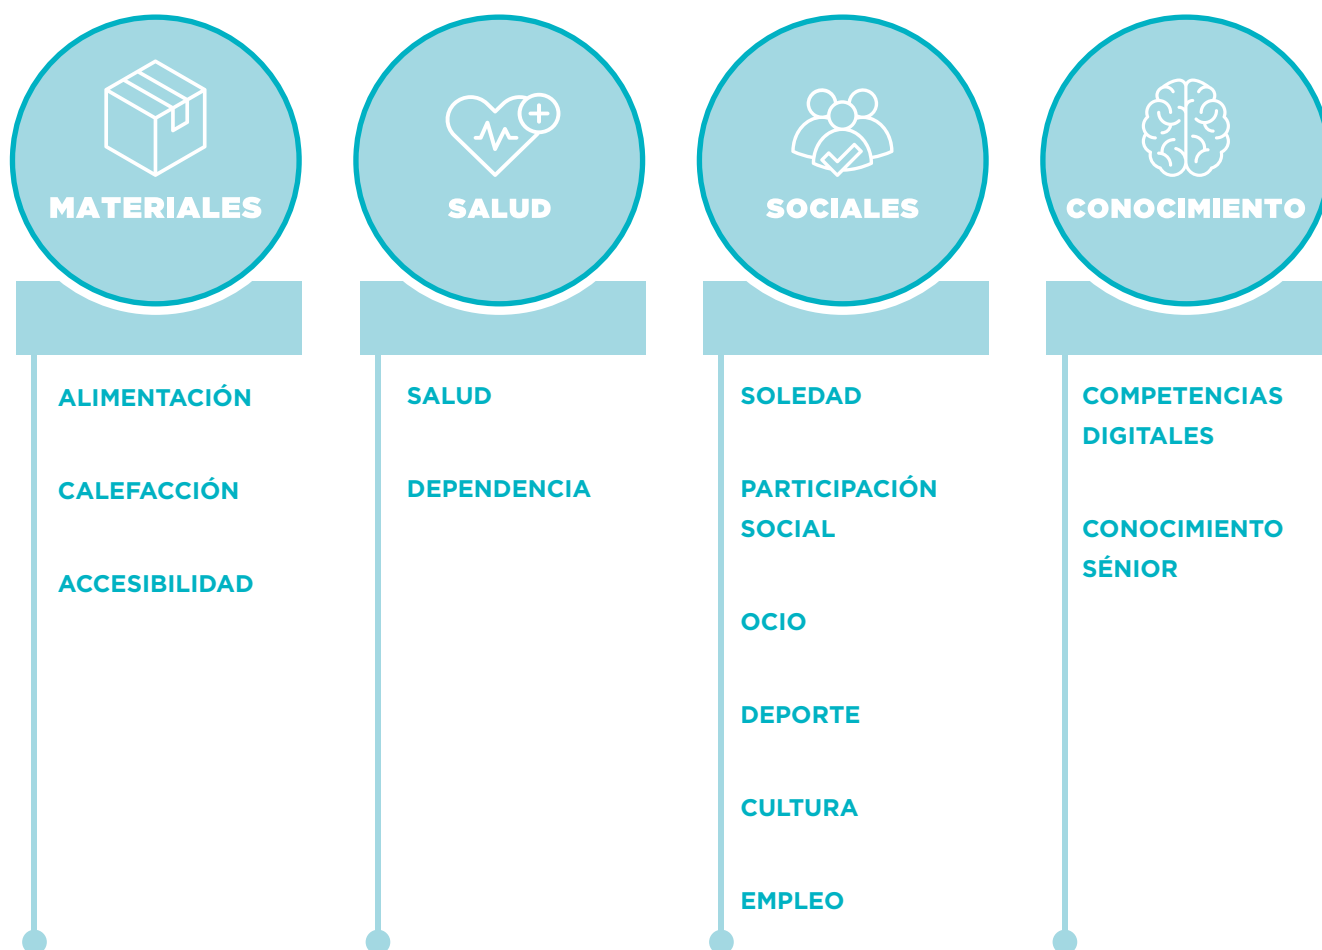 MATERIALES
ALIMENTACIÓN
CALEFACCIÓN
ACCESIBILIDAD
SALUD
SALUD
DEPENDENCIA
SOCIALES
SOLEDAD
PARTICIPACIÓN
SOCIAL
OCIO
DEPORTE
CULTURA
EMPLEO
CONOCIMIENTO
COMPETENCIAS
DIGITALES
CONOCIMIENTO
SÉNIOR